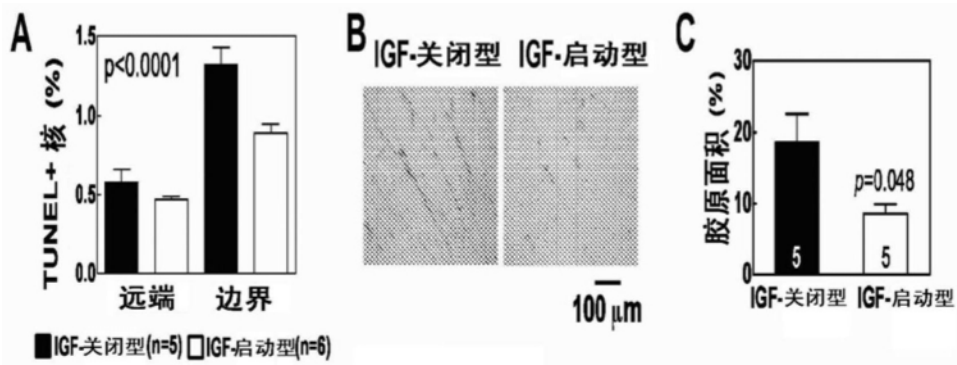 A
TUNEL+ 核 (%)
1.5
1.0
0.5
0.0
p<0.0001
远端 边界
IGF-关闭型(n=5) IGF-启动型(n=6)
B
IGF-关闭型 IGF-启动型
100 μm
C
胶原面积 (%)
30
20
10
0
p=0.048
5 5
IGF-关闭型 IGF-启动型